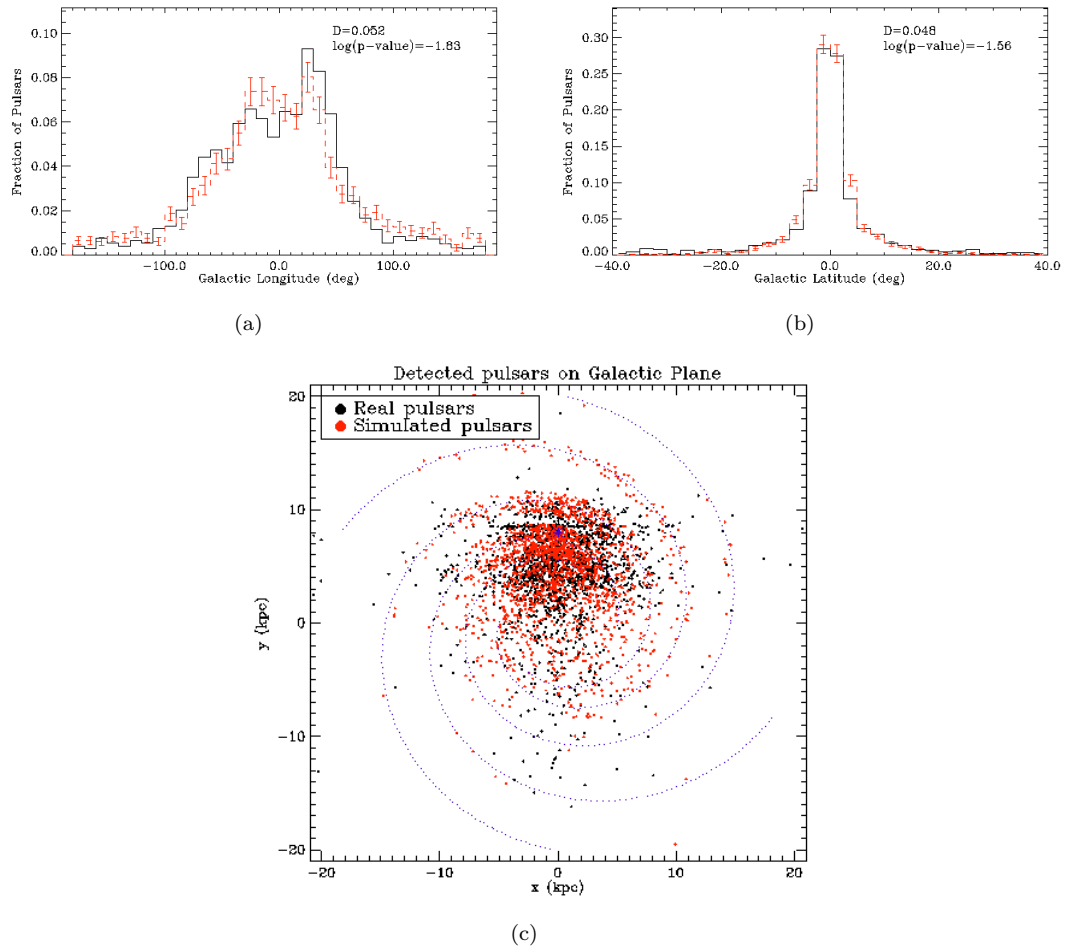 D=0.052
log(p-value)=-1.83
Fraction of Pulsars
0.10
0.08
0.06
0.04
0.02
0.00
-100.0 0.0 100.0
Galactic Longitude (deg)
(a)
D=0.048
log(p-value)=-1.56
Fraction of Pulsars
0.30
0.25
0.20
0.15
0.10
0.05
0.00
-40.0 -20.0 0.0 20.0 40.0
Galactic Latitude (deg)
(b)
Detected pulsars on Galactic Plane
Real pulsars
Simulated pulsars
y (kpc)
20
10
0
-10
-20
-20 -10 0 10 20
x (kpc)
(c)